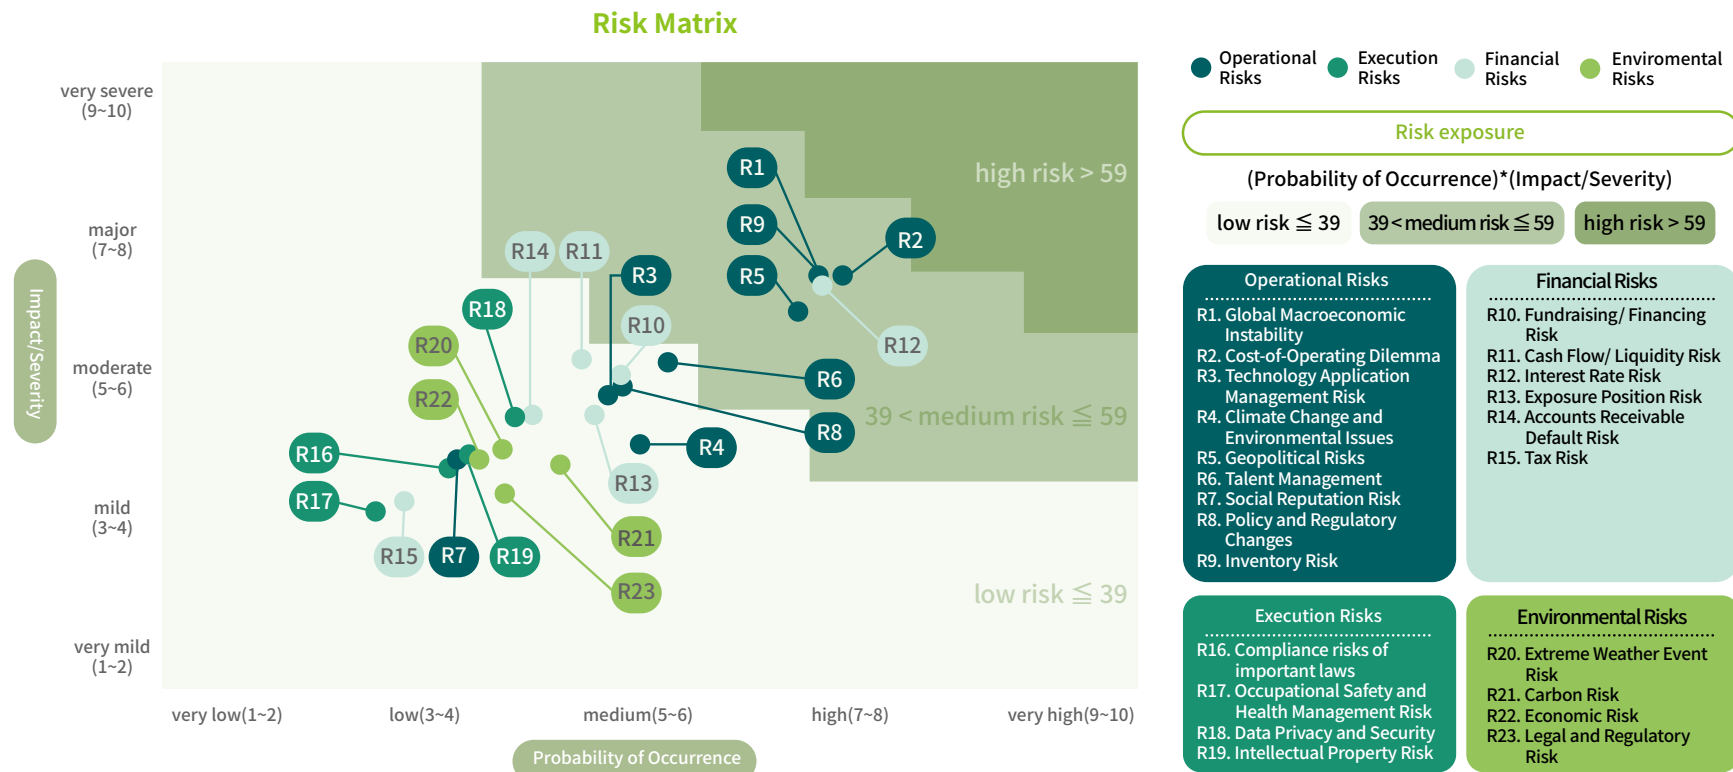 Risk Matrix
very severe
(9~10)
major
(7~8)
moderate
(5~6)
mild
(3~4)
very mild
(1~2)
Impact/Severity
high risk > 59
39 < medium risk ≦ 59
low risk ≦ 39
R1
R9
R2
R5
R14
R11
R3
R18
R10
R20
R12
R6
R22
R8
R4
R16
R13
R17
R21
R15
R7
R19
R23
very low(1~2)
low(3~4)
medium(5~6)
high(7~8)
very high(9~10)
Probability of Occurrence
Operational
Risks
Execution
Risks
Financial
Risks
Enviromental
Risks
Risk exposure
(Probability of Occurrence)*(Impact/Severity)
low risk ≦ 39
39 < medium risk ≦ 59
high risk > 59
Operational Risks
R1. Global Macroeconomic
Instability
R2. Cost-of-Operating Dilemma
R3. Technology Application
Management Risk
R4. Climate Change and
Environmental Issues
R5. Geopolitical Risks
R6. Talent Management
R7. Social Reputation Risk
R8. Policy and Regulatory
Changes
R9. Inventory Risk
Financial Risks
R10. Fundraising/ Financing
Risk
R11. Cash Flow/ Liquidity Risk
R12. Interest Rate Risk
R13. Exposure Position Risk
R14. Accounts Receivable
Default Risk
R15. Tax Risk
Execution Risks
R16. Compliance risks of
important laws
R17. Occupational Safety and
Health Management Risk
R18. Data Privacy and Security
R19. Intellectual Property Risk
Environmental Risks
R20. Extreme Weather Event
Risk
R21. Carbon Risk
R22. Economic Risk
R23. Legal and Regulatory
Risk